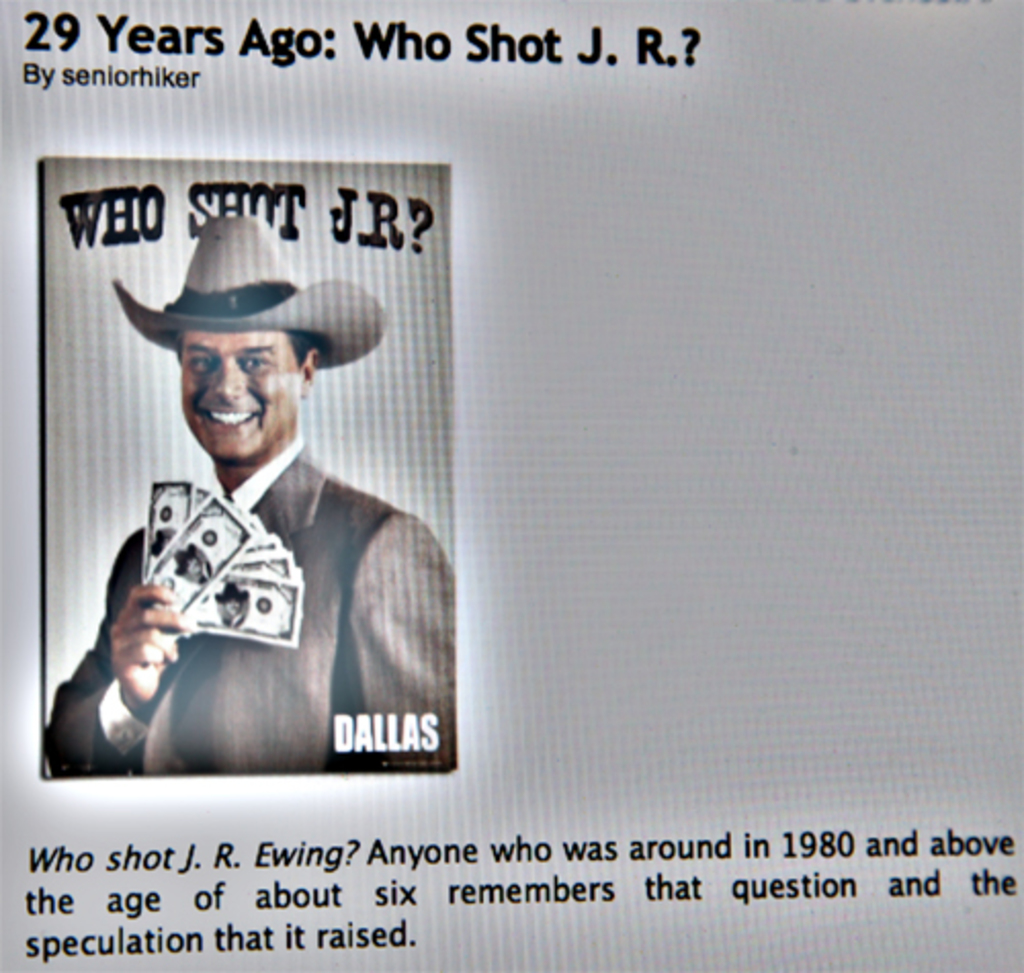 29 Years Ago: Who Shot J. R.?
By seniorhiker
WHO SHOT J.R?
DALLAS
Who shot J. R. Ewing? Anyone who was around in 1980 and above
the age of about six remembers that question and the
speculation that it raised.